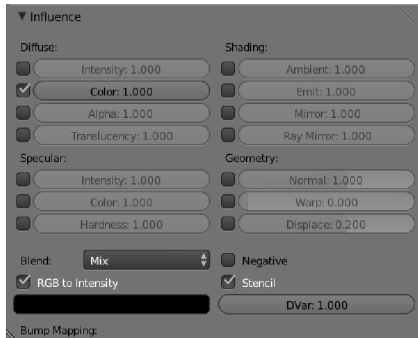 Influence
Diffuse:
Shading:
Intensity: 1.000
Ambient: 1.000
Color: 1.000
Emit: 1.000
Alpha: 1.000
Mirror: 1.000
Translucency: 1.000
Ray Mirror: 1.000
Specular:
Geometry:
Intensity: 1.000
Normal: 1.000
Color: 1.000
Warp: 0.000
Hardness: 1.000
Displace: 0.200
Blend: Mix
Negative
RGB to Intensity
Stencil
DVar: 1.000
Bump Mapping: